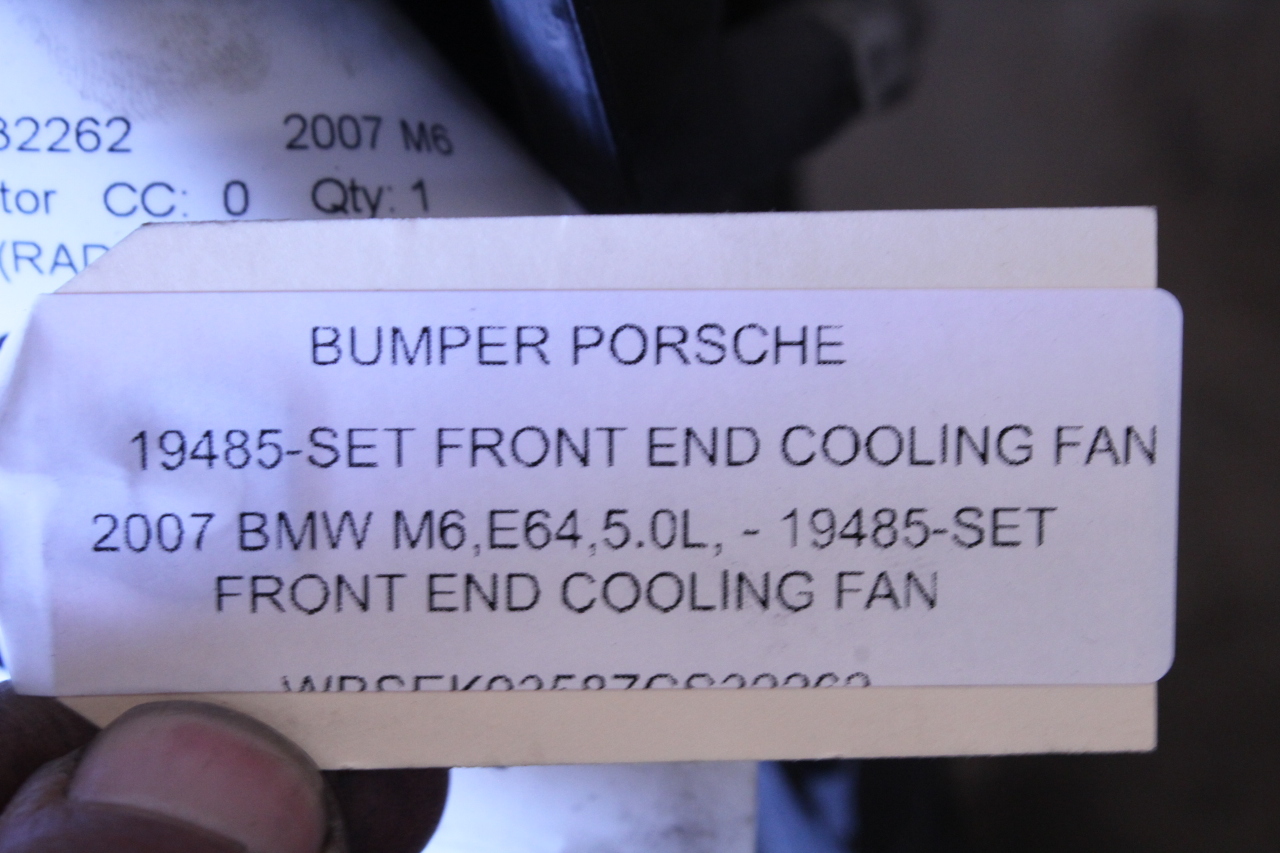 32262 2007 M6
tor CC: 0 Qty: 1
(RAD
BUMPER PORSCHE
19485-SET FRONT END COOLING FAN
2007 BMW M6,E64,5.0L, - 19485-SET
FRONT END COOLING FAN